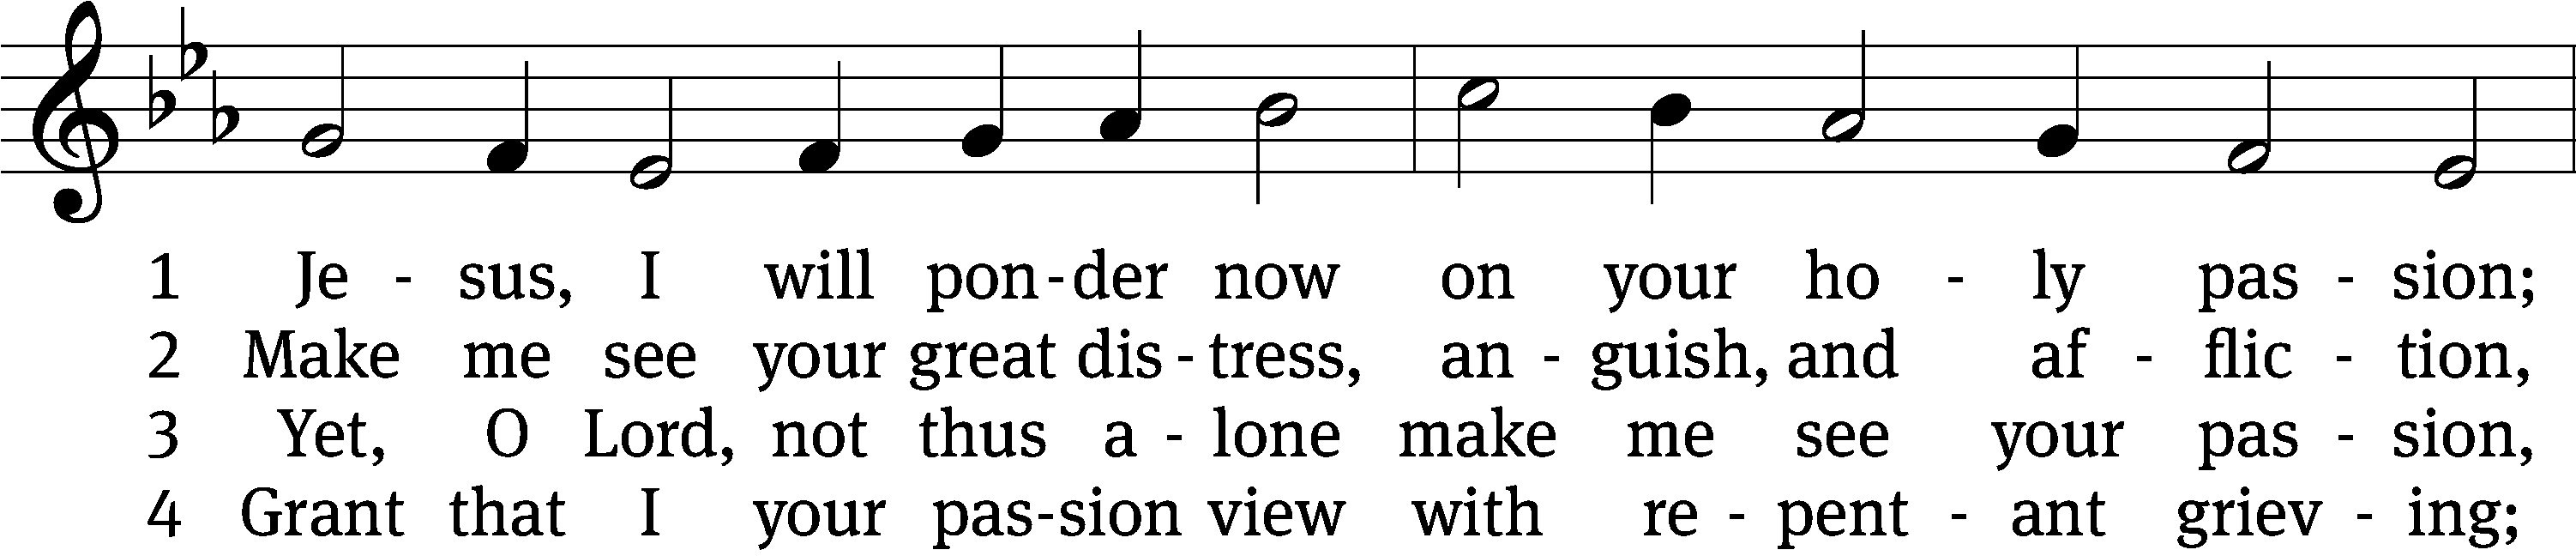 1 Je - sus, I will pon - der now on your ho - ly pas - sion;
2 Make me see your great dis - tress, an - guish, and af - flic - tion,
3 Yet, O Lord, not thus a - lone make me see your pas - sion,
4 Grant that I your pas - sion view with re - pent - ant griev - ing;